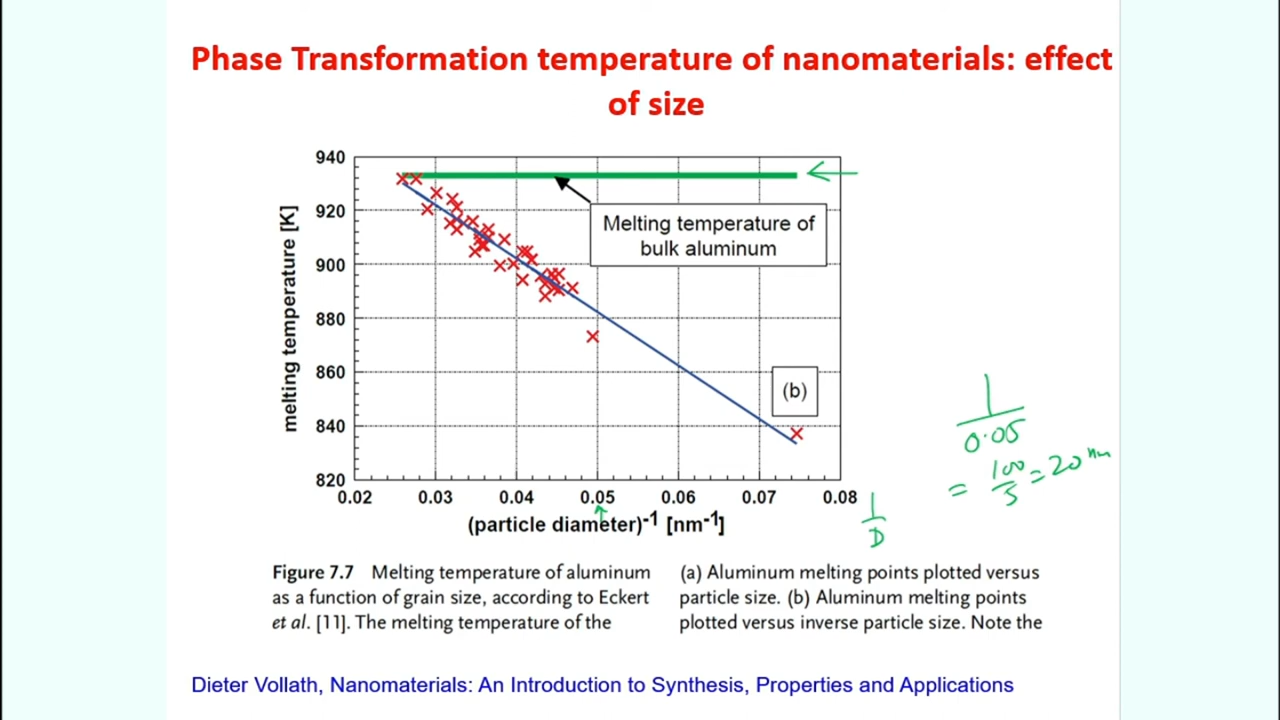 Phase Transformation temperature of nanomaterials: effect
of size
940
920
900
880
860
840
820
melting temperature [K]
Melting temperature of
bulk aluminum
(b)
0.02 0.03 0.04 0.05 0.06 0.07 0.08
(particle diameter)-1 [nm-1]
1
D
1
0.05
= 100
5
= 20 nm
Figure 7.7 Melting temperature of aluminum
as a function of grain size, according to Eckert
et al. [11]. The melting temperature of the
(a) Aluminum melting points plotted versus
particle size. (b) Aluminum melting points
plotted versus inverse particle size. Note the
Dieter Vollath, Nanomaterials: An Introduction to Synthesis, Properties and Applications